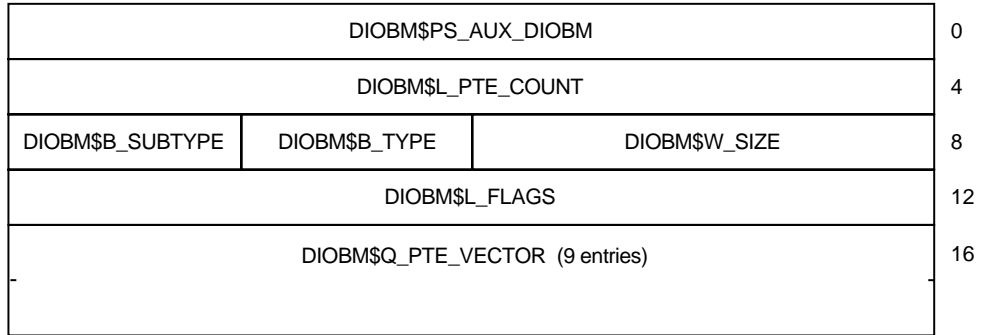 DIOBM$PS_AUX_DIOBM 0
DIOBM$L_PTE_COUNT 4
DIOBM$B_SUBTYPE DIOBM$B_TYPE DIOBM$W_SIZE 8
DIOBM$L_FLAGS 12
DIOBM$Q_PTE_VECTOR (9 entries) 16